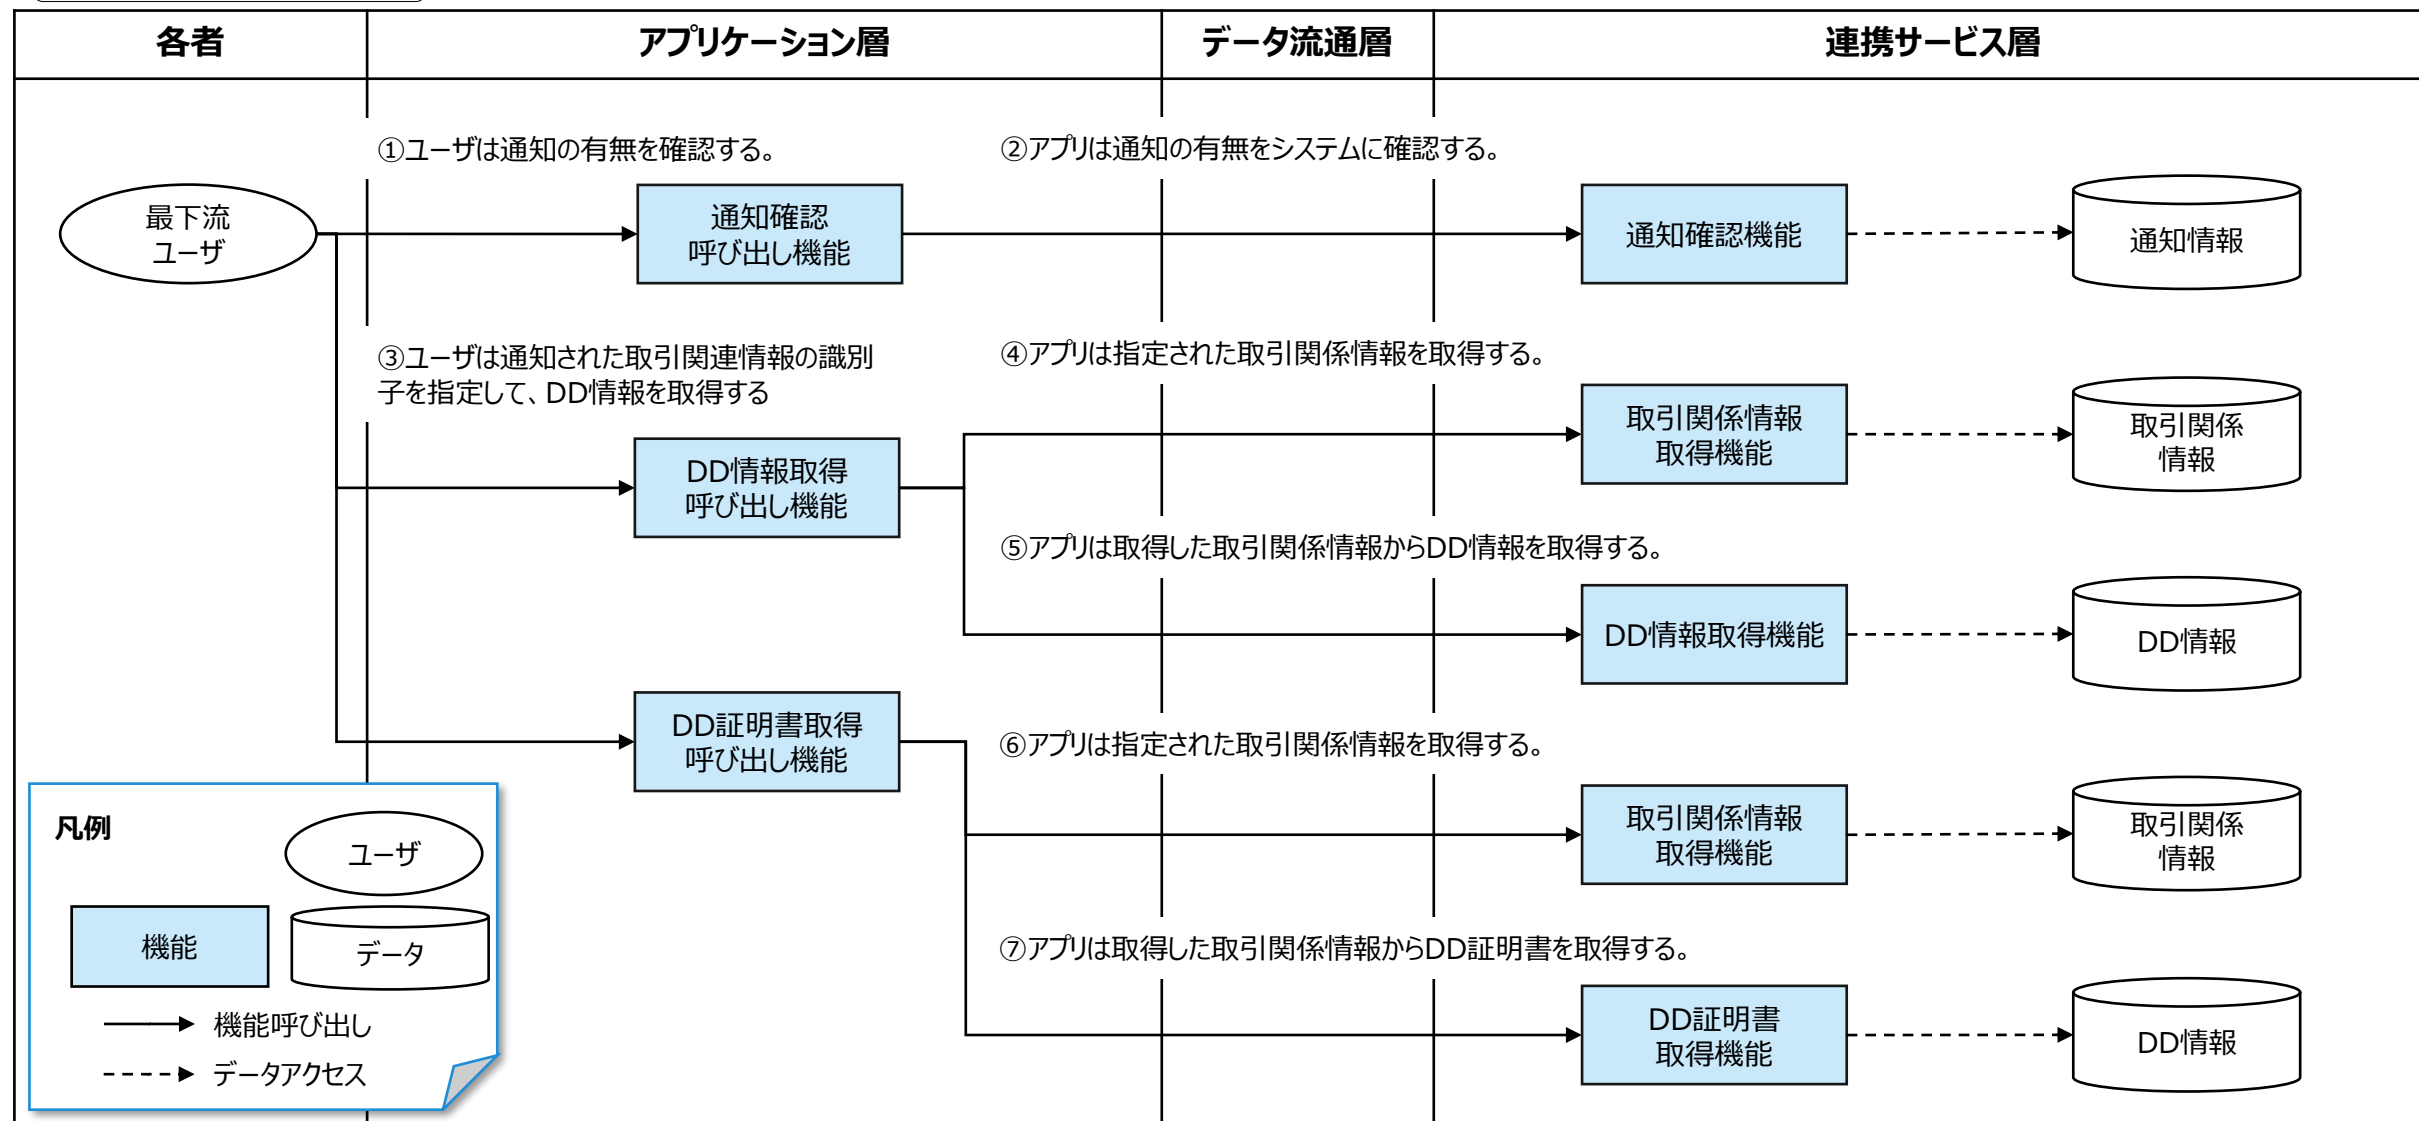 各者
アプリケーション層
データ流通層
連携サービス層
①ユーザは通知の有無を確認する。
②アプリは通知の有無をシステムに確認する。
最下流
ユーザ
通知確認
呼び出し機能
通知確認機能
通知情報
③ユーザは通知された取引関連情報の識別
子を指定して、DD情報を取得する
④アプリは指定された取引関係情報を取得する。
取引関係情報
取得機能
取引関係
情報
DD情報取得
呼び出し機能
⑤アプリは取得した取引関係情報からDD情報を取得する。
DD情報取得機能
DD情報
DD証明書取得
呼び出し機能
⑥アプリは指定された取引関係情報を取得する。
取引関係情報
取得機能
取引関係
情報
⑦アプリは取得した取引関係情報からDD証明書を取得する。
DD証明書
取得機能
DD情報
凡例
ユーザ
機能
データ
機能呼び出し
データアクセス